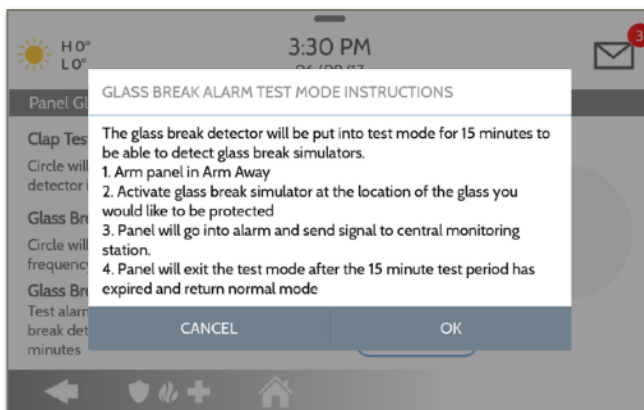 H 0°
L 0°
3:30 PM
3
Panel Gl
GLASS BREAK ALARM TEST MODE INSTRUCTIONS
Clap Tes
Circle will
detector i
Glass Bre
Circle will
frequency
Glass Bre
Test alarm
break det
minutes
The glass break detector will be put into test mode for 15 minutes to
be able to detect glass break simulators.
1. Arm panel in Arm Away
2. Activate glass break simulator at the location of the glass you
would like to be protected
3. Panel will go into alarm and send signal to central monitoring
station.
4. Panel will exit the test mode after the 15 minute test period has
expired and return normal mode
CANCEL
OK